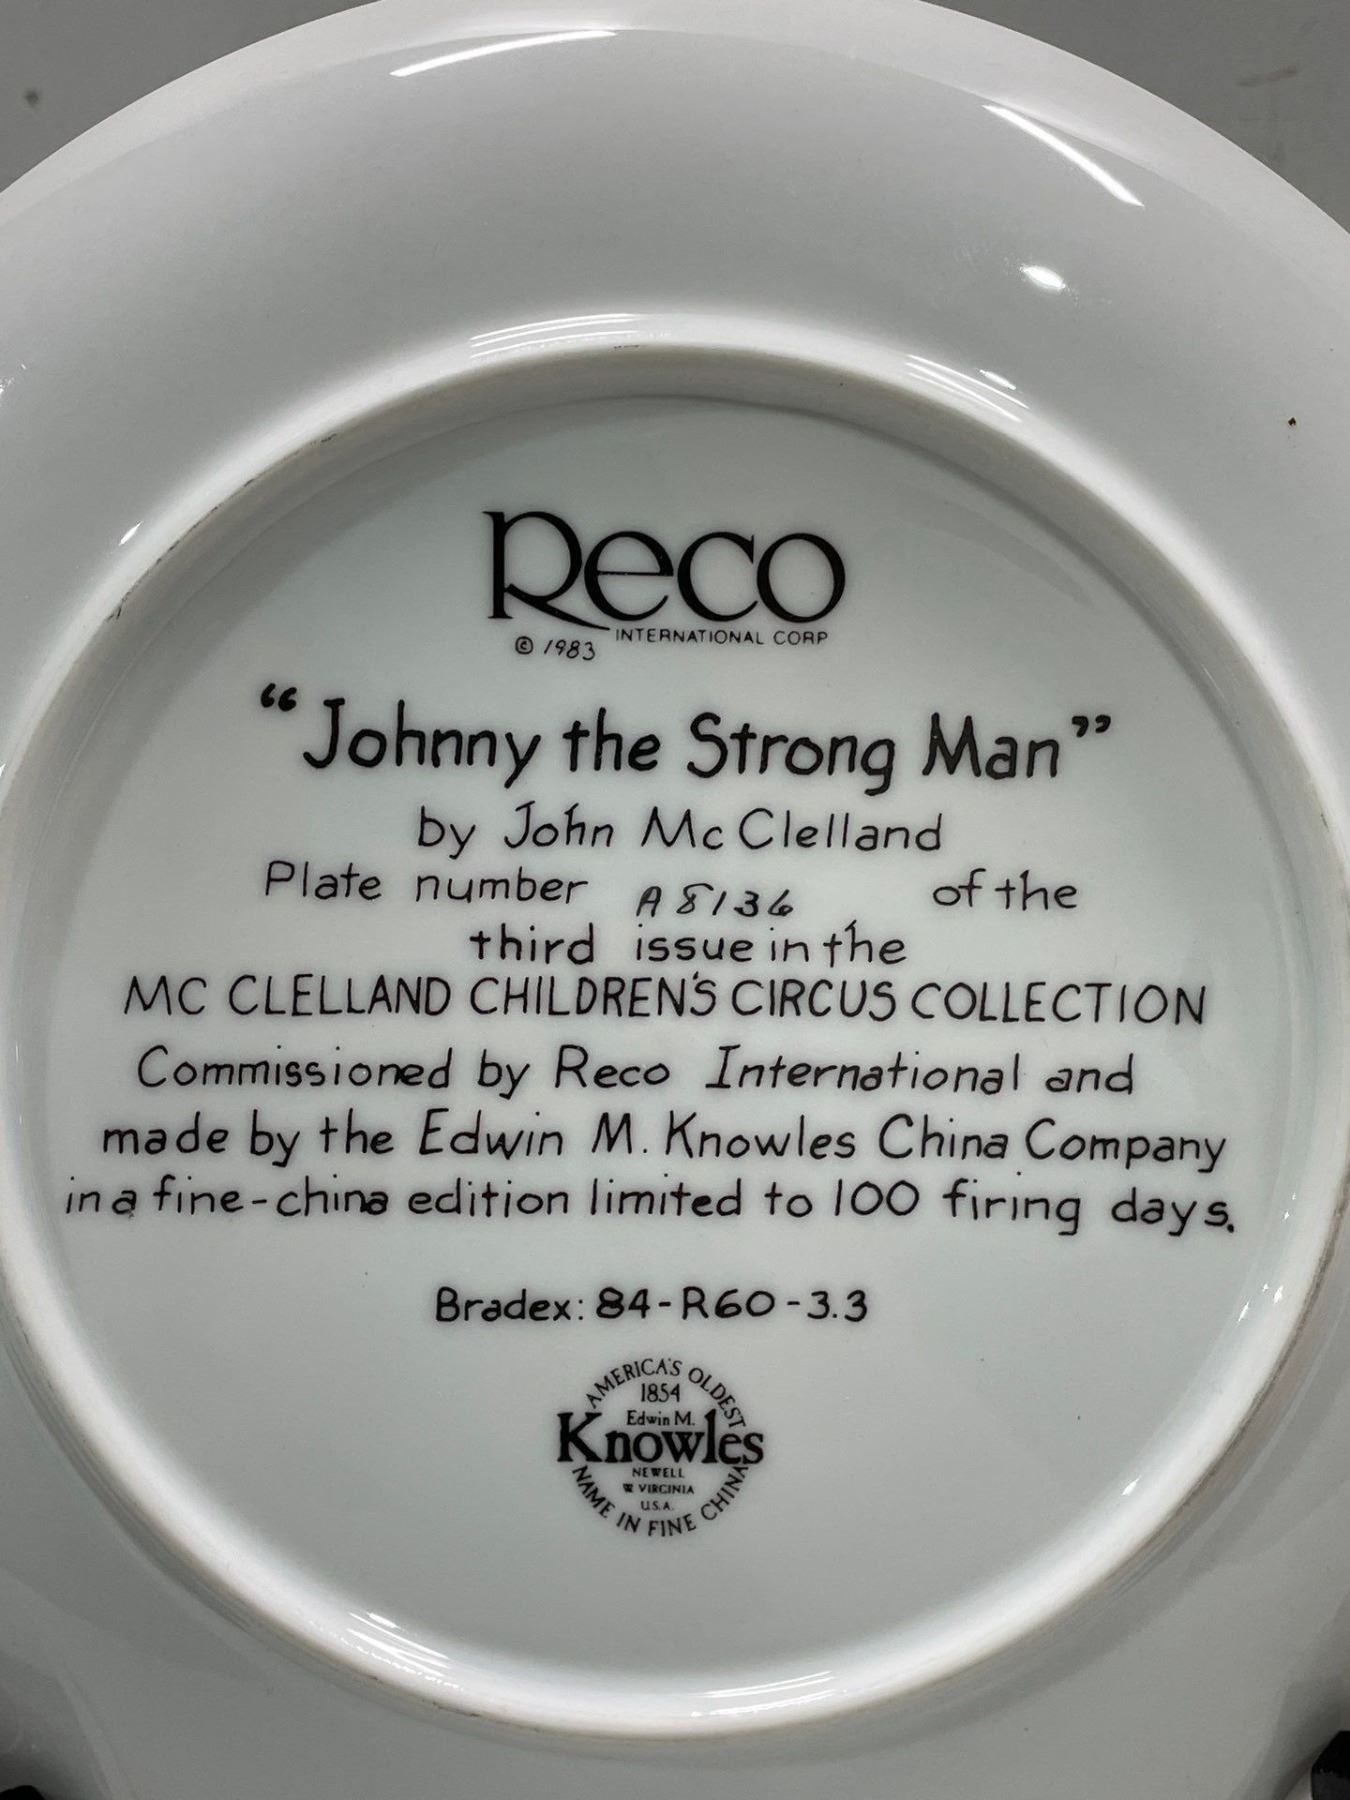 Reco
INTERNATIONAL CORP
© 1983
“Johnny the Strong Man”
by John McClelland
Plate number A8136 of the
third issue in the
MC CLELLAND CHILDREN'S CIRCUS COLLECTION
Commissioned by Reco International and
made by the Edwin M. Knowles China Company
in a fine-china edition limited to 100 firing days.
Bradex: 84-R60-3.3
AMERICA'S OLDEST
1854
Edwin M.
Knowles
NEWELL
W VIRGINIA
U.S.A.
NAME IN FINE CHINA